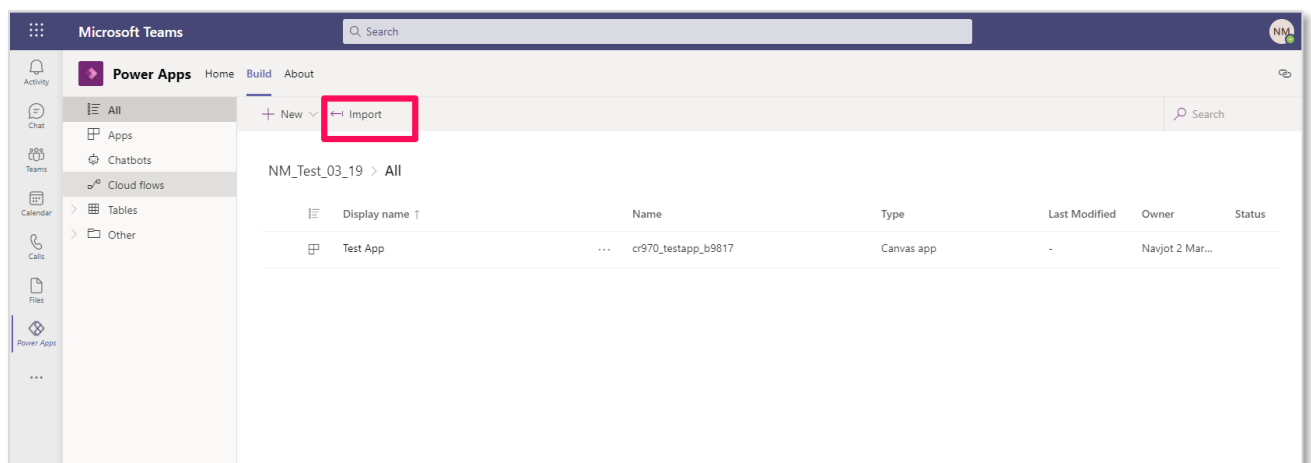 Microsoft Teams
Search
NM
Activity
Chat
Teams
Calendar
Calls
Files
Power Apps
...
Power Apps Home Build About
All
Apps
Chatbots
Cloud flows
Tables
Other
New Import Search
NM_Test_03_19 > All
Display name ↑ Name Type Last Modified Owner Status
Test App ... cr970_testapp_b9817 Canvas app - Navjot 2 Mar...